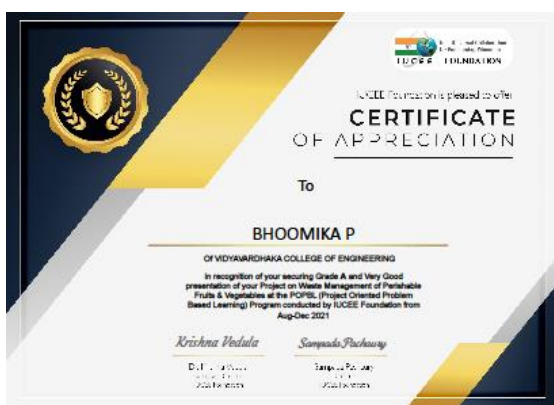 IUCEE FOUNDATION
IUCEE Foundation is pleased to offer
CERTIFICATE
OF APPRECIATION
To
BHOOMIKA P
Of VIDYAVARDHAKA COLLEGE OF ENGINEERING
In recognition of your securing Grade A and Very Good
presentation of your Project on Waste Management of Perishable
Fruits & Vegetables at the POPBL (Project Oriented Problem
Based Learning) Program conducted by IUCEE Foundation from
Aug-Dec 2021
Krishna Vedula Sampada Pachaury
Sampada Pachaury